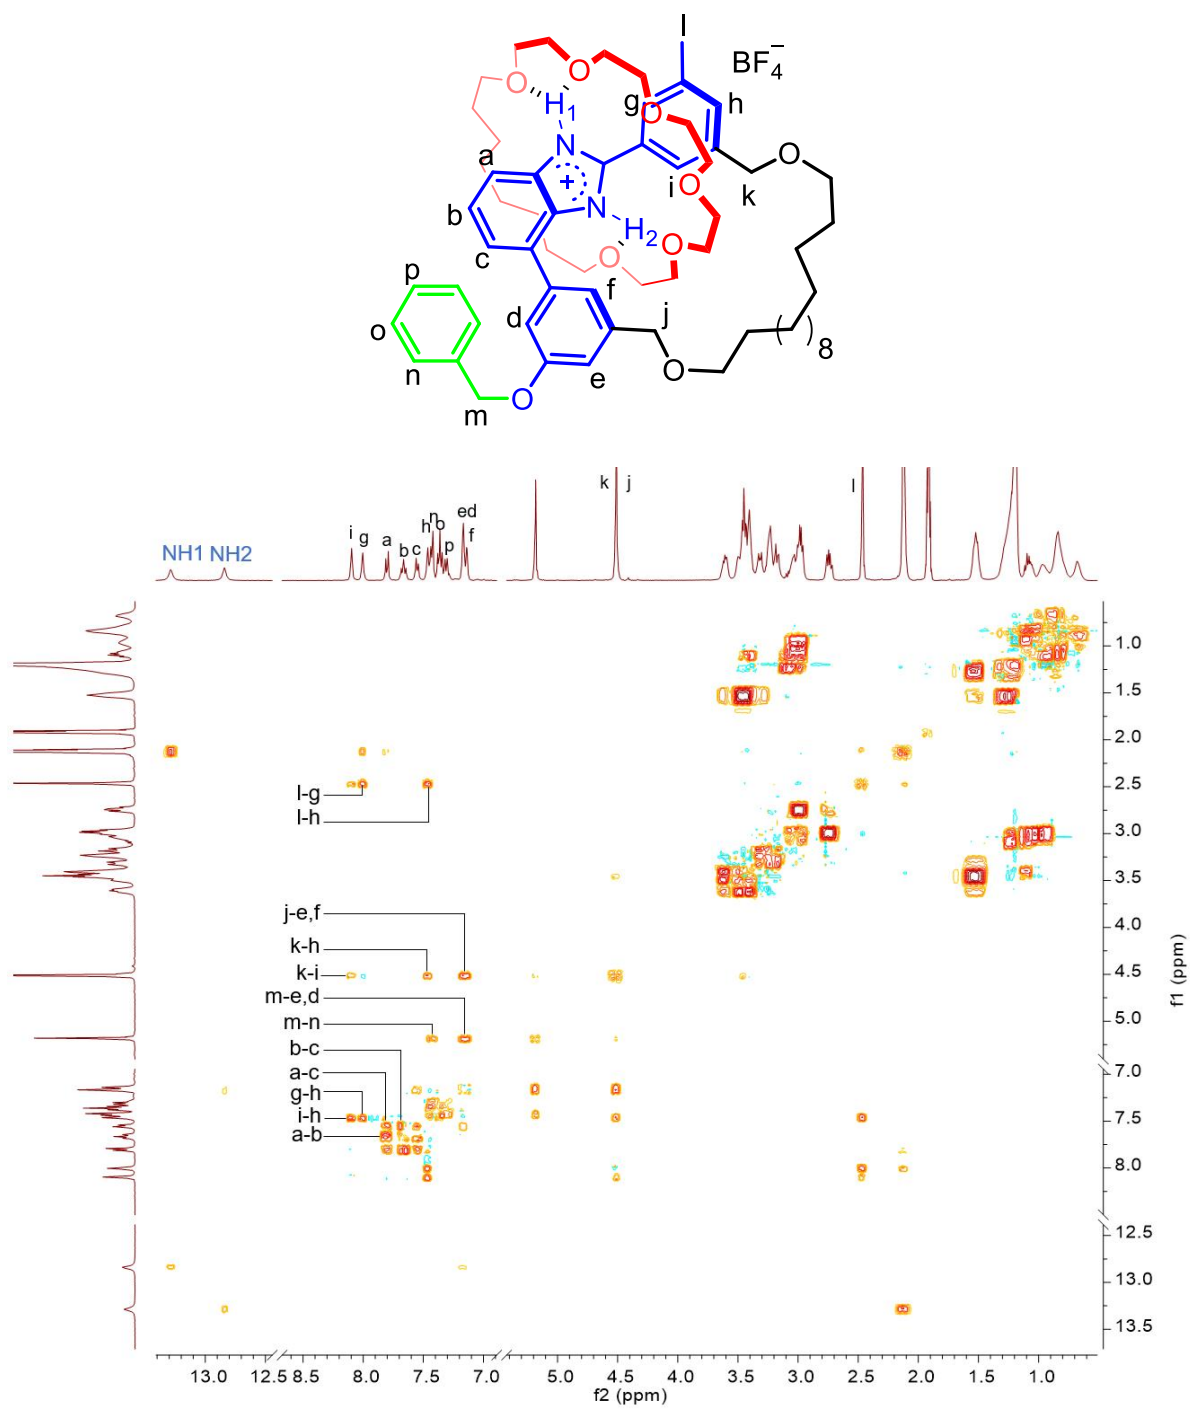 l
BF4−
O
O
H1
g
O
h
N
a
O
+
i
O
k
b
N
H2
O
c
O
p
f
d
j
( )8
o
O
n
e
m
O
k
j
l
NH1
NH2
i
g
a
b
c
h
n
o
p
ed
f
1.0
1.5
2.0
2.5
3.0
3.5
4.0
4.5
5.0
7.0
7.5
8.0
12.5
13.0
13.5
f1 (ppm)
l-g
l-h
j-e,f
k-h
k-i
m-e,d
m-n
b-c
a-c
g-h
i-h
a-b
13.0
12.5
8.5
8.0
7.5
7.0
5.0
4.5
4.0
3.5
3.0
2.5
2.0
1.5
1.0
f2 (ppm)